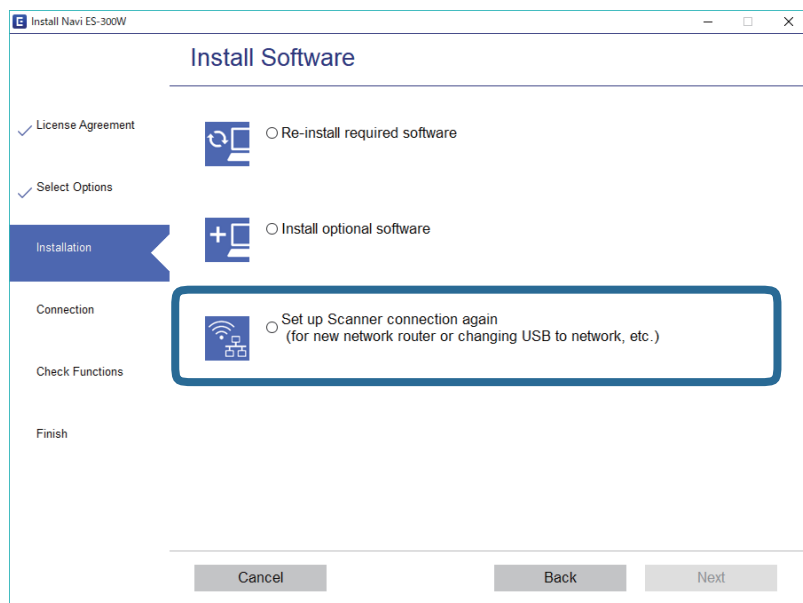 E Install Navi ES-300W
Install Software
License Agreement
Select Options
Installation
Connection
Check Functions
Finish
Re-install required software
Install optional software
Set up Scanner connection again
(for new network router or changing USB to network, etc.)
Cancel
Back
Next